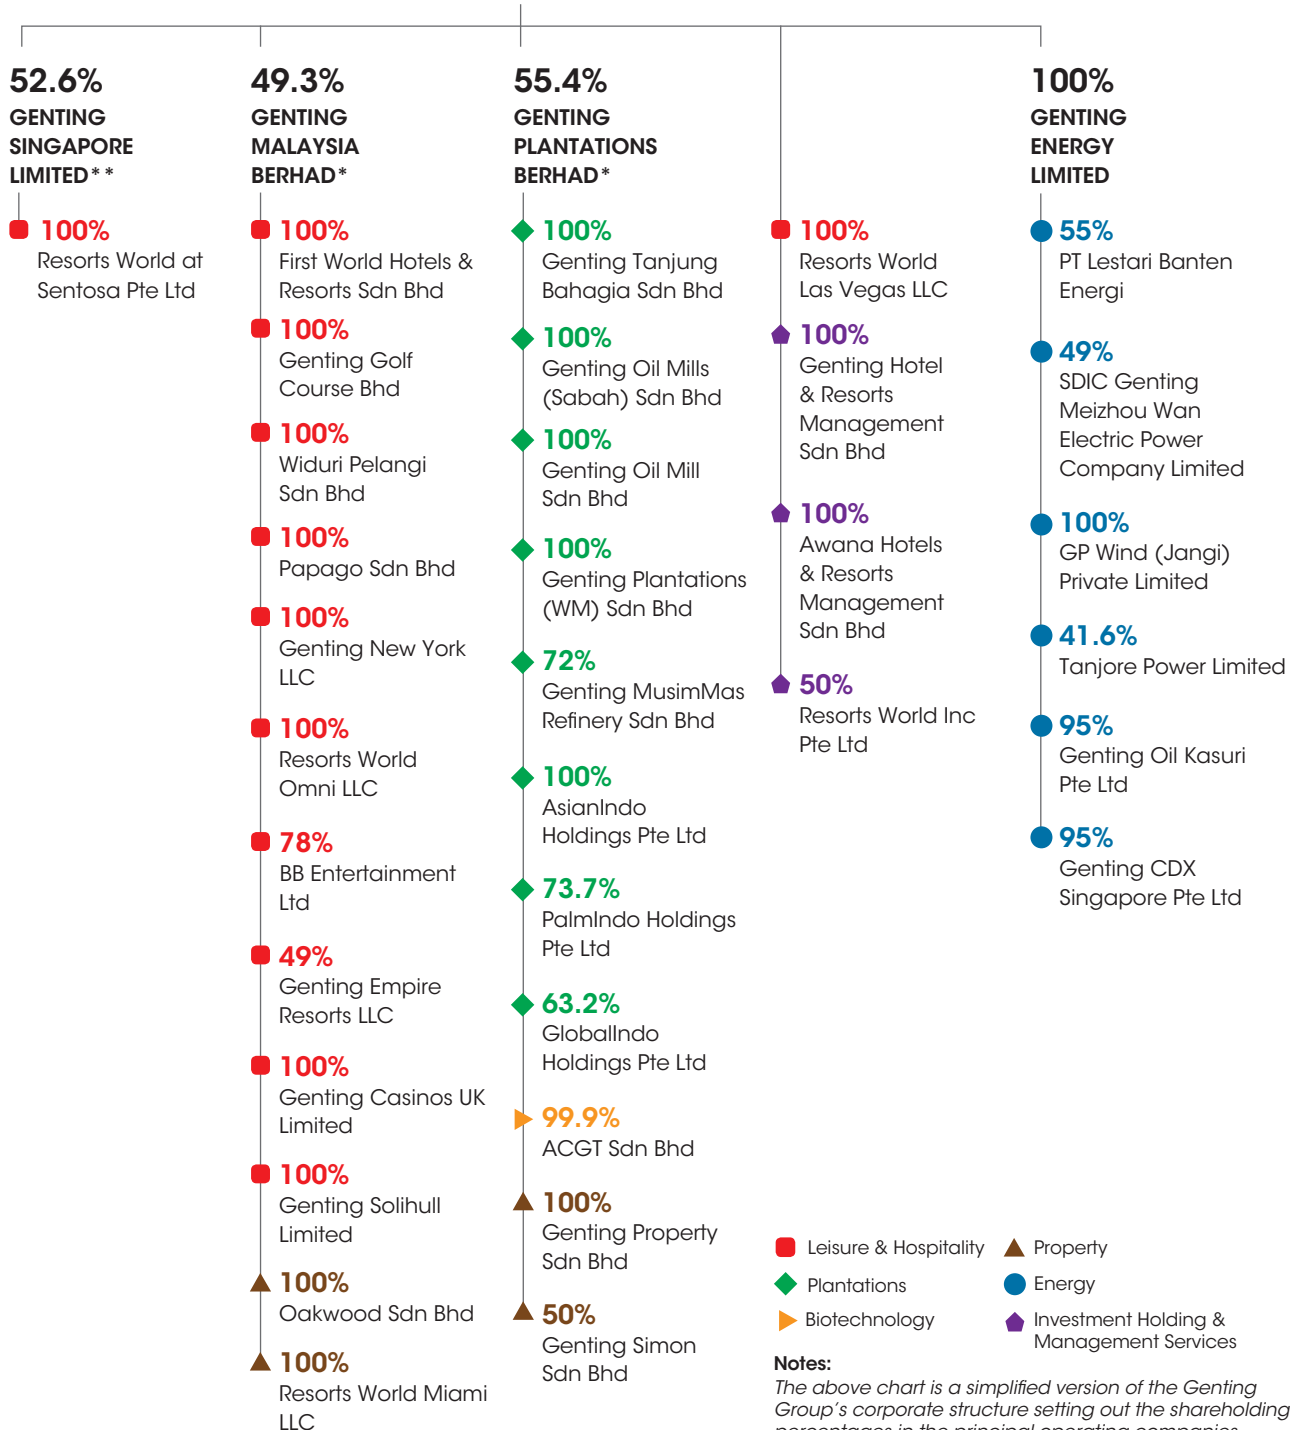 52.6%
GENTING
SINGAPORE
LIMITED**
100%
Resorts World at
Sentosa Pte Ltd
49.3%
GENTING
MALAYSIA
BERHAD*
100%
First World Hotels &
Resorts Sdn Bhd
100%
Genting Golf
Course Bhd
100%
Widuri Pelangi
Sdn Bhd
100%
Papago Sdn Bhd
100%
Genting New York
LLC
100%
Resorts World
Omni LLC
78%
BB Entertainment
Ltd
49%
Genting Empire
Resorts LLC
100%
Genting Casinos UK
Limited
100%
Genting Solihull
Limited
100%
Oakwood Sdn Bhd
100%
Resorts World Miami
LLC
55.4%
GENTING
PLANTATIONS
BERHAD*
100%
Genting Tanjung
Bahagia Sdn Bhd
100%
Genting Oil Mills
(Sabah) Sdn Bhd
100%
Genting Oil Mill
Sdn Bhd
100%
Genting Plantations
(WM) Sdn Bhd
72%
Genting MusimMas
Refinery Sdn Bhd
100%
AsianIndo
Holdings Pte Ltd
73.7%
PalmIndo Holdings
Pte Ltd
63.2%
GlobalIndo
Holdings Pte Ltd
99.9%
ACGT Sdn Bhd
100%
Genting Property
Sdn Bhd
50%
Genting Simon
Sdn Bhd
100%
Resorts World
Las Vegas LLC
100%
Genting Hotel
& Resorts
Management
Sdn Bhd
100%
Awana Hotels
& Resorts
Management
Sdn Bhd
50%
Resorts World Inc
Pte Ltd
100%
GENTING
ENERGY
LIMITED
55%
PT Lestari Banten
Energi
49%
SDIC Genting
Meizhou Wan
Electric Power
Company Limited
100%
GP Wind (Jangi)
Private Limited
41.6%
Tanjore Power Limited
95%
Genting Oil Kasuri
Pte Ltd
95%
Genting CDX
Singapore Pte Ltd
Leisure & Hospitality
Property
Plantations
Energy
Biotechnology
Investment Holding &
Management Services
Notes:
The above chart is a simplified version of the Genting
Group's corporate structure setting out the shareholding
percentages in the principal operating companies